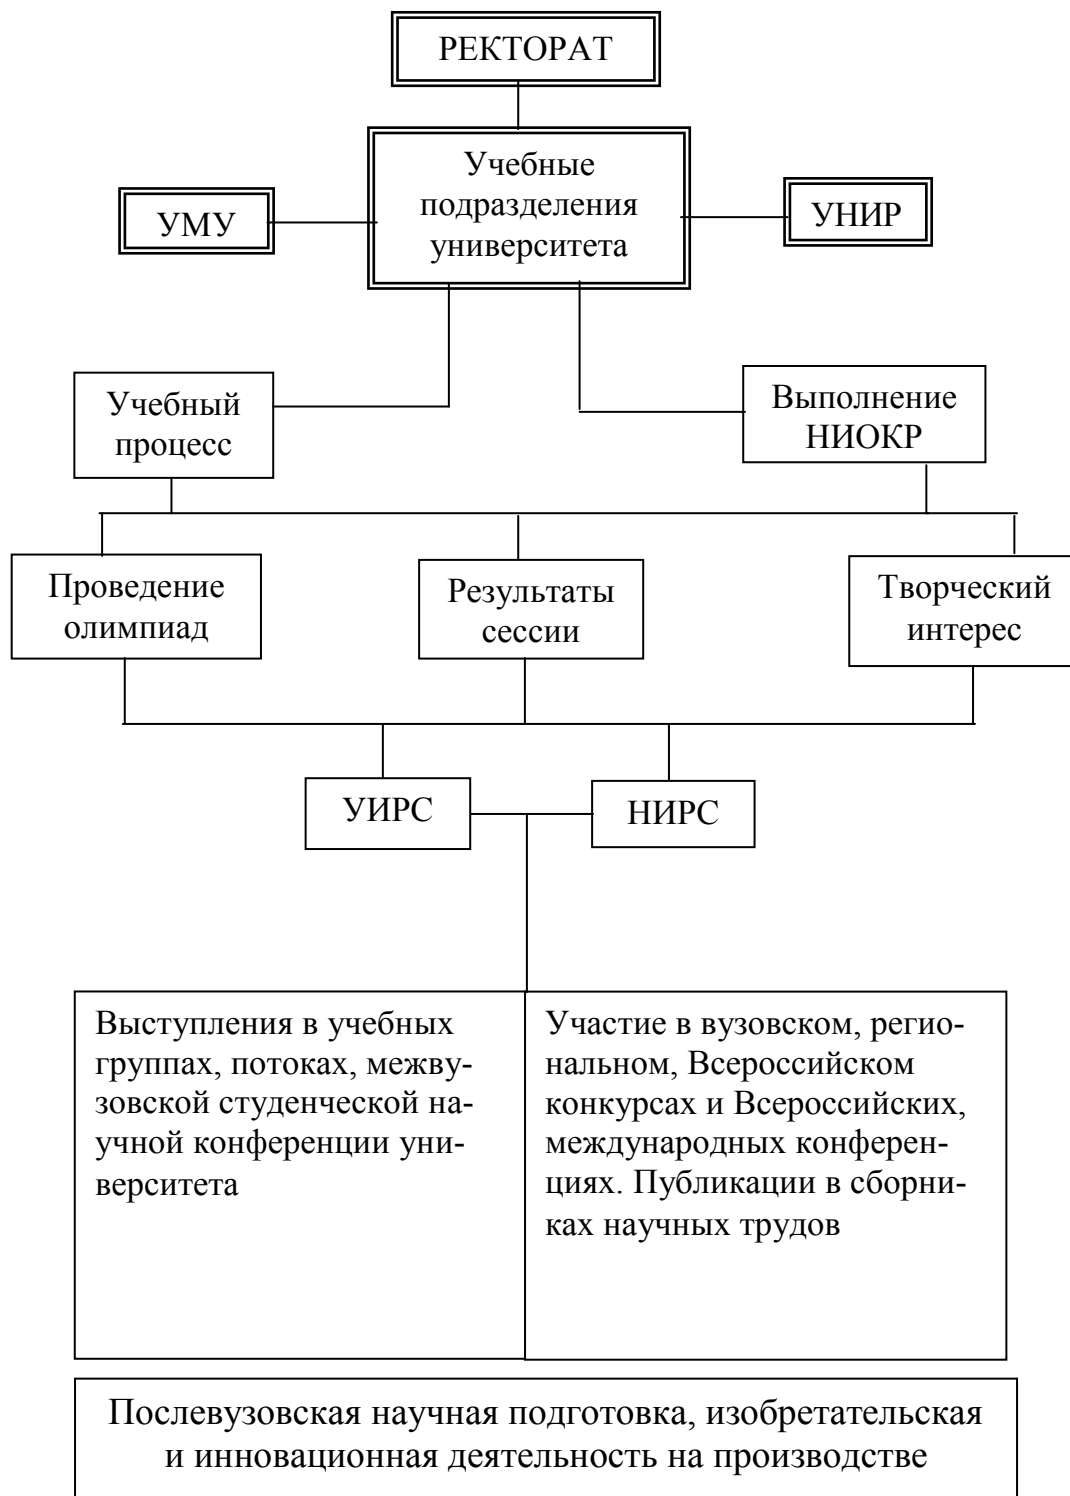 РЕКТОРАТ
Учебные
подразделения
университета
УМУ
УНИР
Учебный
процесс
Выполнение
НИОКР
Проведение
олимпиад
Результаты
сессии
Творческий
интерес
УИРС
НИРС
Выступления в учебных
группах, потоках, межву-
зовской студенческой на-
учной конференции уни-
верситета
Участие в вузовском, регио-
нальном, Всероссийском
конкурсах и Всероссийских,
международных конферен-
циях. Публикации в сборни-
ках научных трудов
Послевузовская научная подготовка, изобретательская
и инновационная деятельность на производстве